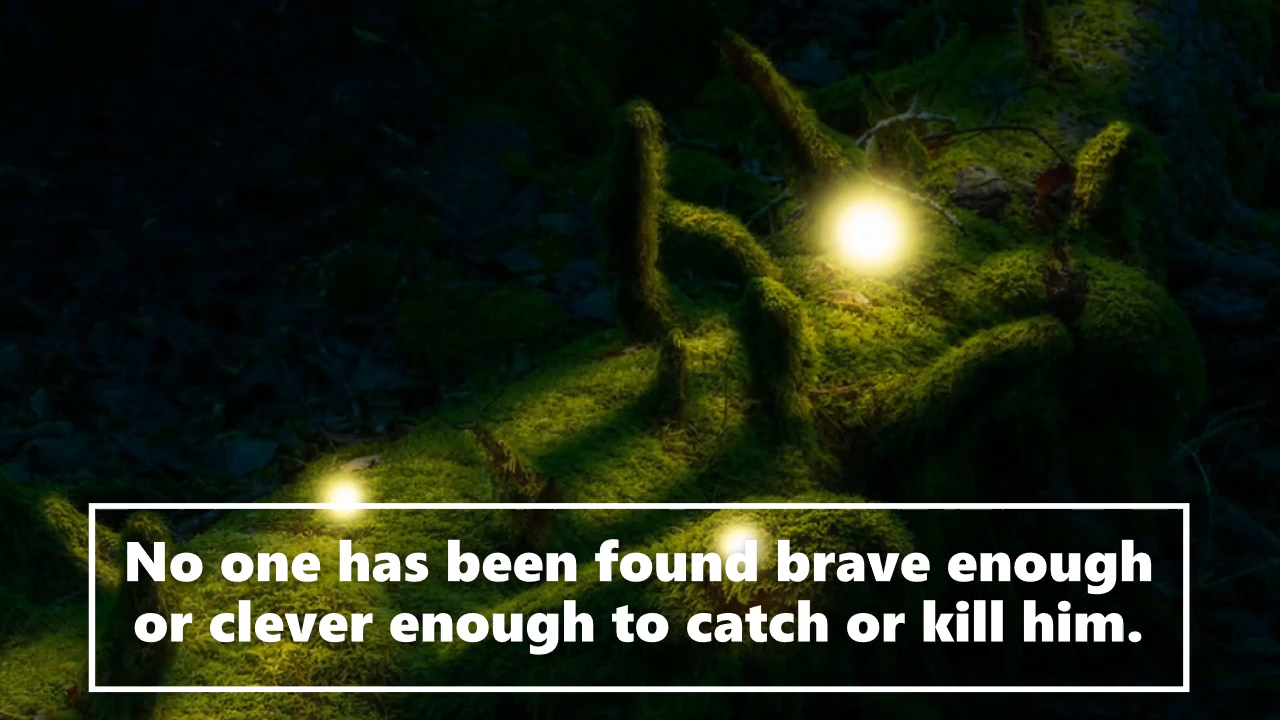 No one has been found brave enough
or clever enough to catch or kill him.